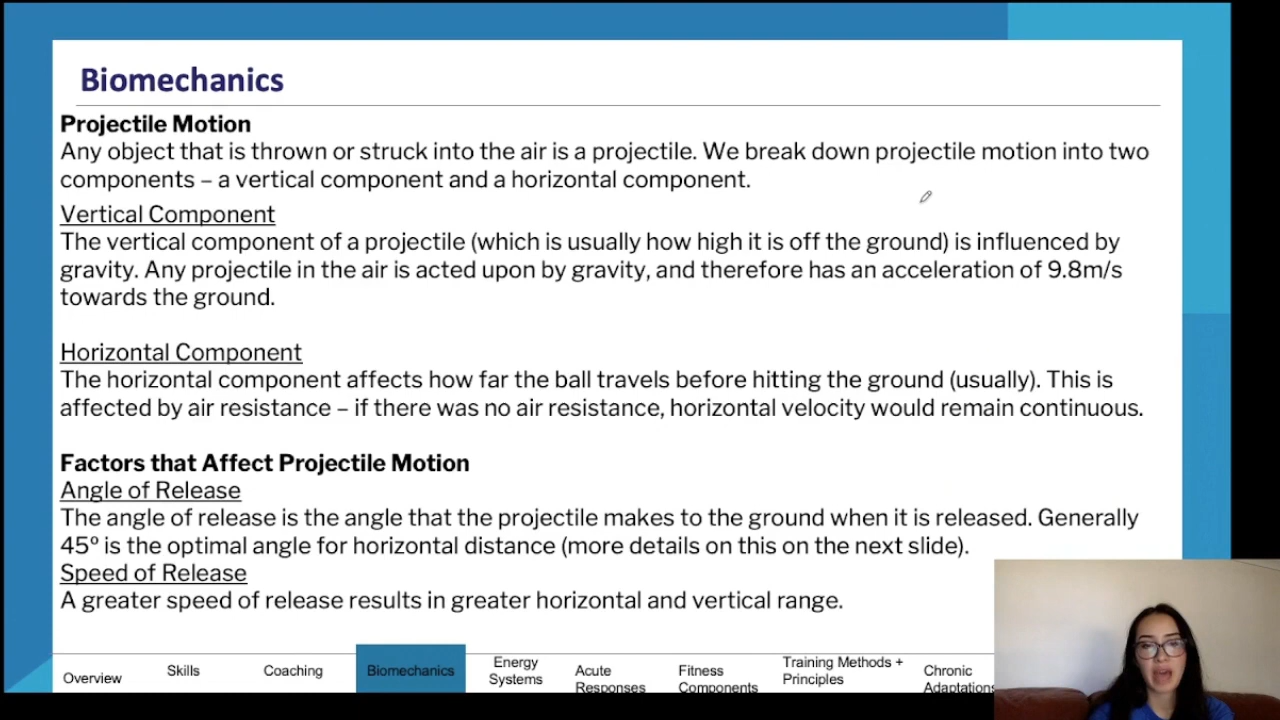 Biomechanics
Projectile Motion
Any object that is thrown or struck into the air is a projectile. We break down projectile motion into two
components – a vertical component and a horizontal component.
Vertical Component
The vertical component of a projectile (which is usually how high it is off the ground) is influenced by
gravity. Any projectile in the air is acted upon by gravity, and therefore has an acceleration of 9.8m/s
towards the ground.
Horizontal Component
The horizontal component affects how far the ball travels before hitting the ground (usually). This is
affected by air resistance – if there was no air resistance, horizontal velocity would remain continuous.
Factors that Affect Projectile Motion
Angle of Release
The angle of release is the angle that the projectile makes to the ground when it is released. Generally
45º is the optimal angle for horizontal distance (more details on this on the next slide).
Speed of Release
A greater speed of release results in greater horizontal and vertical range.
Overview
Skills
Coaching
Biomechanics
Energy
Systems
Acute
Responses
Fitness
Components
Training Methods +
Principles
Chronic
Adaptations